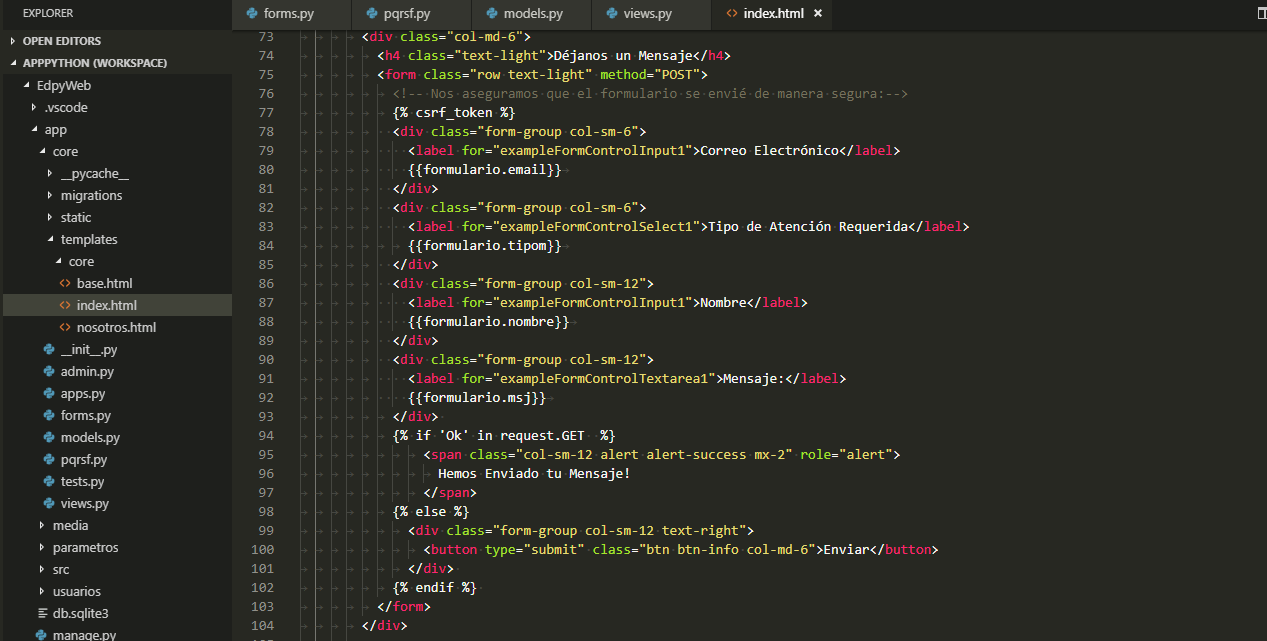 EXPLORER
OPEN EDITORS
APPPYTHON (WORKSPACE)
EdpyWeb
.vscode
app
core
__pycache__
migrations
static
templates
core
base.html
index.html
nosotros.html
__init__.py
admin.py
apps.py
forms.py
models.py
pqrsf.py
tests.py
views.py
media
parametros
src
usuarios
db.sqlite3
manage.py
forms.py pqrsf.py models.py views.py index.html
73 <div class="col-md-6">
74 <h4 class="text-light">Déjanos un Mensaje</h4>
75 <form class="row text-light" method="POST">
76 <!-- Nos aseguramos que el formulario se envié de manera segura:-->
77 {% csrf_token %}
78 <div class="form-group col-sm-6">
79 <label for="exampleFormControlInput1">Correo Electrónico</label>
80 {{formulario.email}}
81 </div>
82 <div class="form-group col-sm-6">
83 <label for="exampleFormControlSelect1">Tipo de Atención Requerida</label>
84 {{formulario.tipom}}
85 </div>
86 <div class="form-group col-sm-12">
87 <label for="exampleFormControlInput1">Nombre</label>
88 {{formulario.nombre}}
89 </div>
90 <div class="form-group col-sm-12">
91 <label for="exampleFormControlTextarea1">Mensaje:</label>
92 {{formulario.msj}}
93 </div>
94 {% if 'Ok' in request.GET  %}
95 <span class="col-sm-12 alert alert-success mx-2" role="alert">
96 Hemos Enviado tu Mensaje!
97 </span>
98 {% else %}
99 <div class="form-group col-sm-12 text-right">
100 <button type="submit" class="btn btn-info col-md-6">Enviar</button>
101 </div>
102 {% endif %}
103 </form>
104 </div>